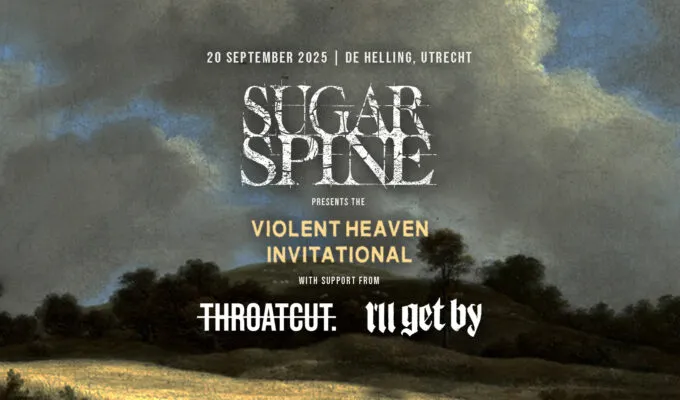 20 SEPTEMBER 2025 | DE HELLING, UTRECHT
SUGAR
SPINE
PRESENTS THE
VIOLENT HEAVEN
INVITATIONAL
WITH SUPPORT FROM
THROATCUT. I'll get by